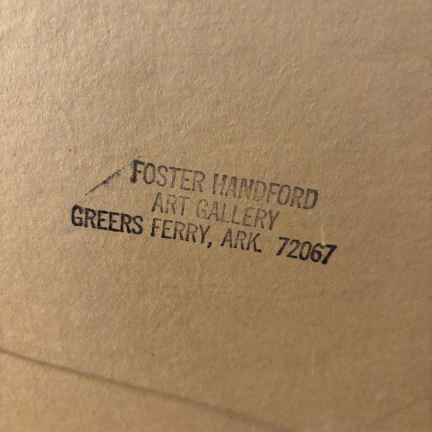 FOSTER HANDFORD
ART GALLERY
GREERS FERRY, ARK. 72067